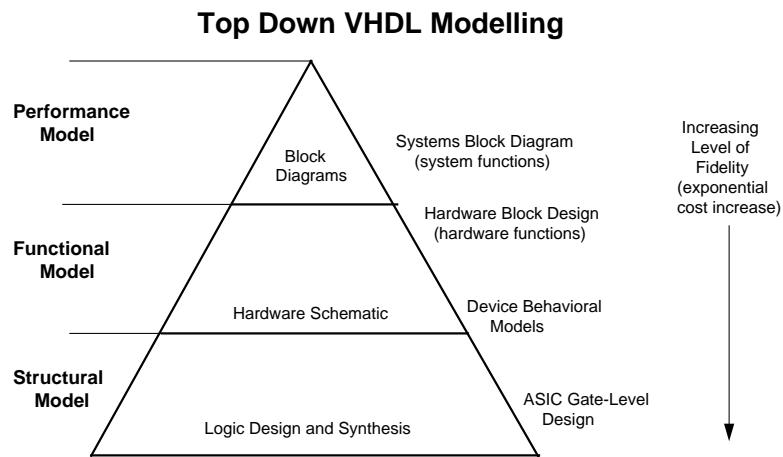 Top Down VHDL Modelling
Performance
Model
Block
Diagrams
Systems Block Diagram
(system functions)
Increasing
Level of
Fidelity
(exponential
cost increase)
Hardware Block Design
(hardware functions)
Functional
Model
Hardware Schematic
Device Behavioral
Models
Structural
Model
Logic Design and Synthesis
ASIC Gate-Level
Design